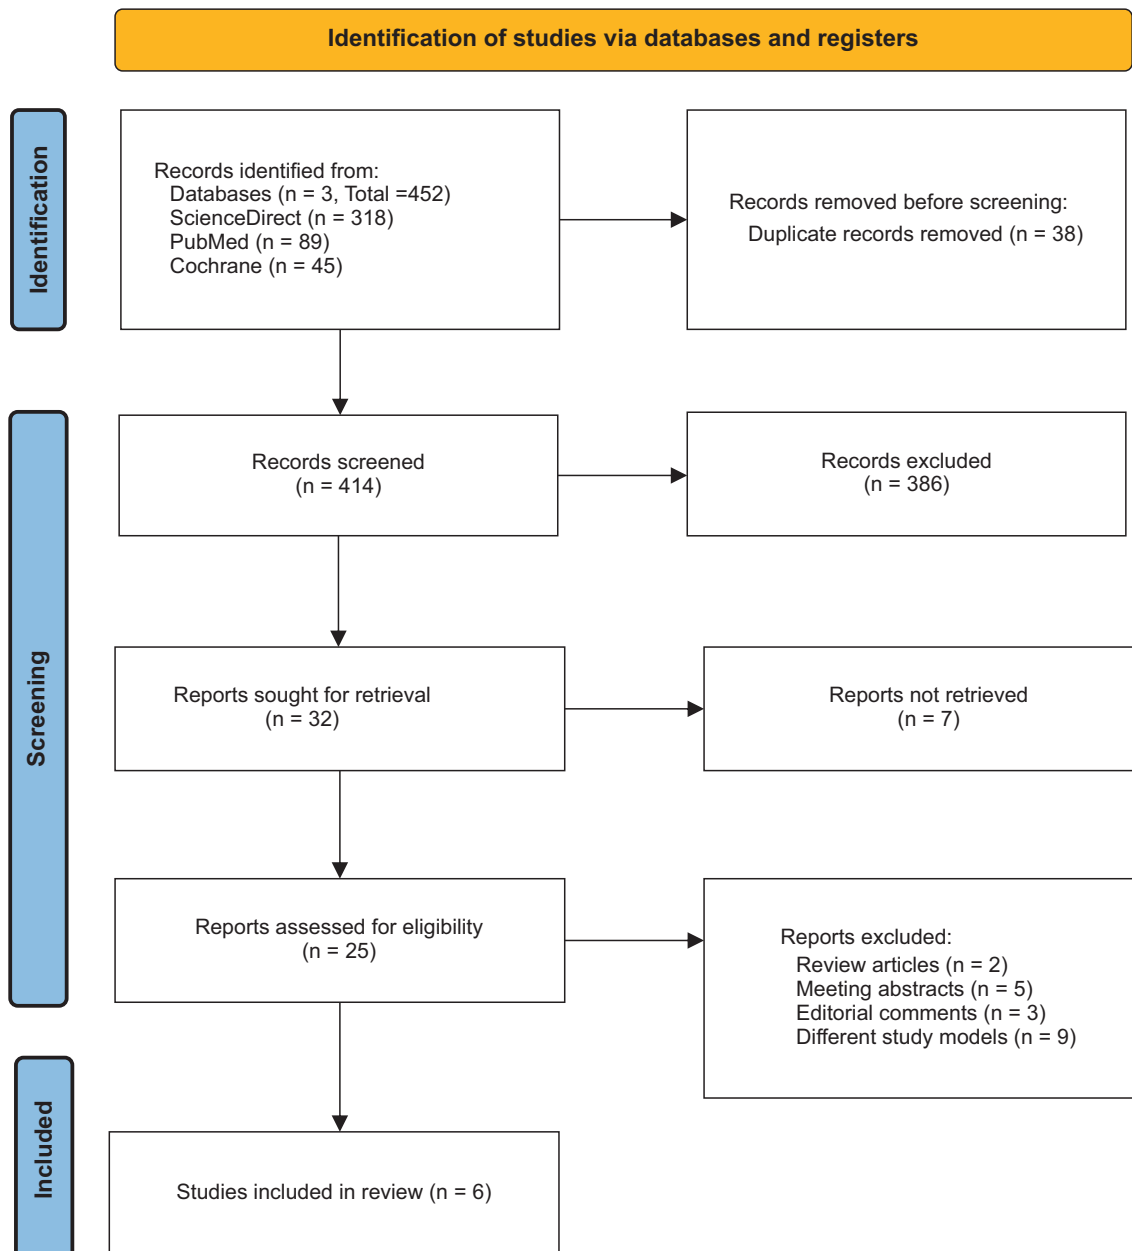 Identification of studies via databases and registers
Identification
Records identified from:
Databases (n = 3, Total =452)
ScienceDirect (n = 318)
PubMed (n = 89)
Cochrane (n = 45)
Records removed before screening:
Duplicate records removed (n = 38)
Screening
Records screened
(n = 414)
Records excluded
(n = 386)
Reports sought for retrieval
(n = 32)
Reports not retrieved
(n = 7)
Reports assessed for eligibility
(n = 25)
Reports excluded:
Review articles (n = 2)
Meeting abstracts (n = 5)
Editorial comments (n = 3)
Different study models (n = 9)
Included
Studies included in review (n = 6)